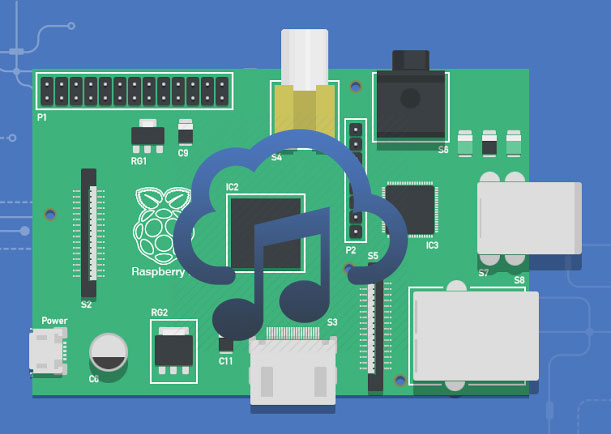 P1
RG1
C9
S4
S6
IC2
P2
IC3
Raspberry
S5
S7
S8
S2
Power
RG2
S3
C6
C11